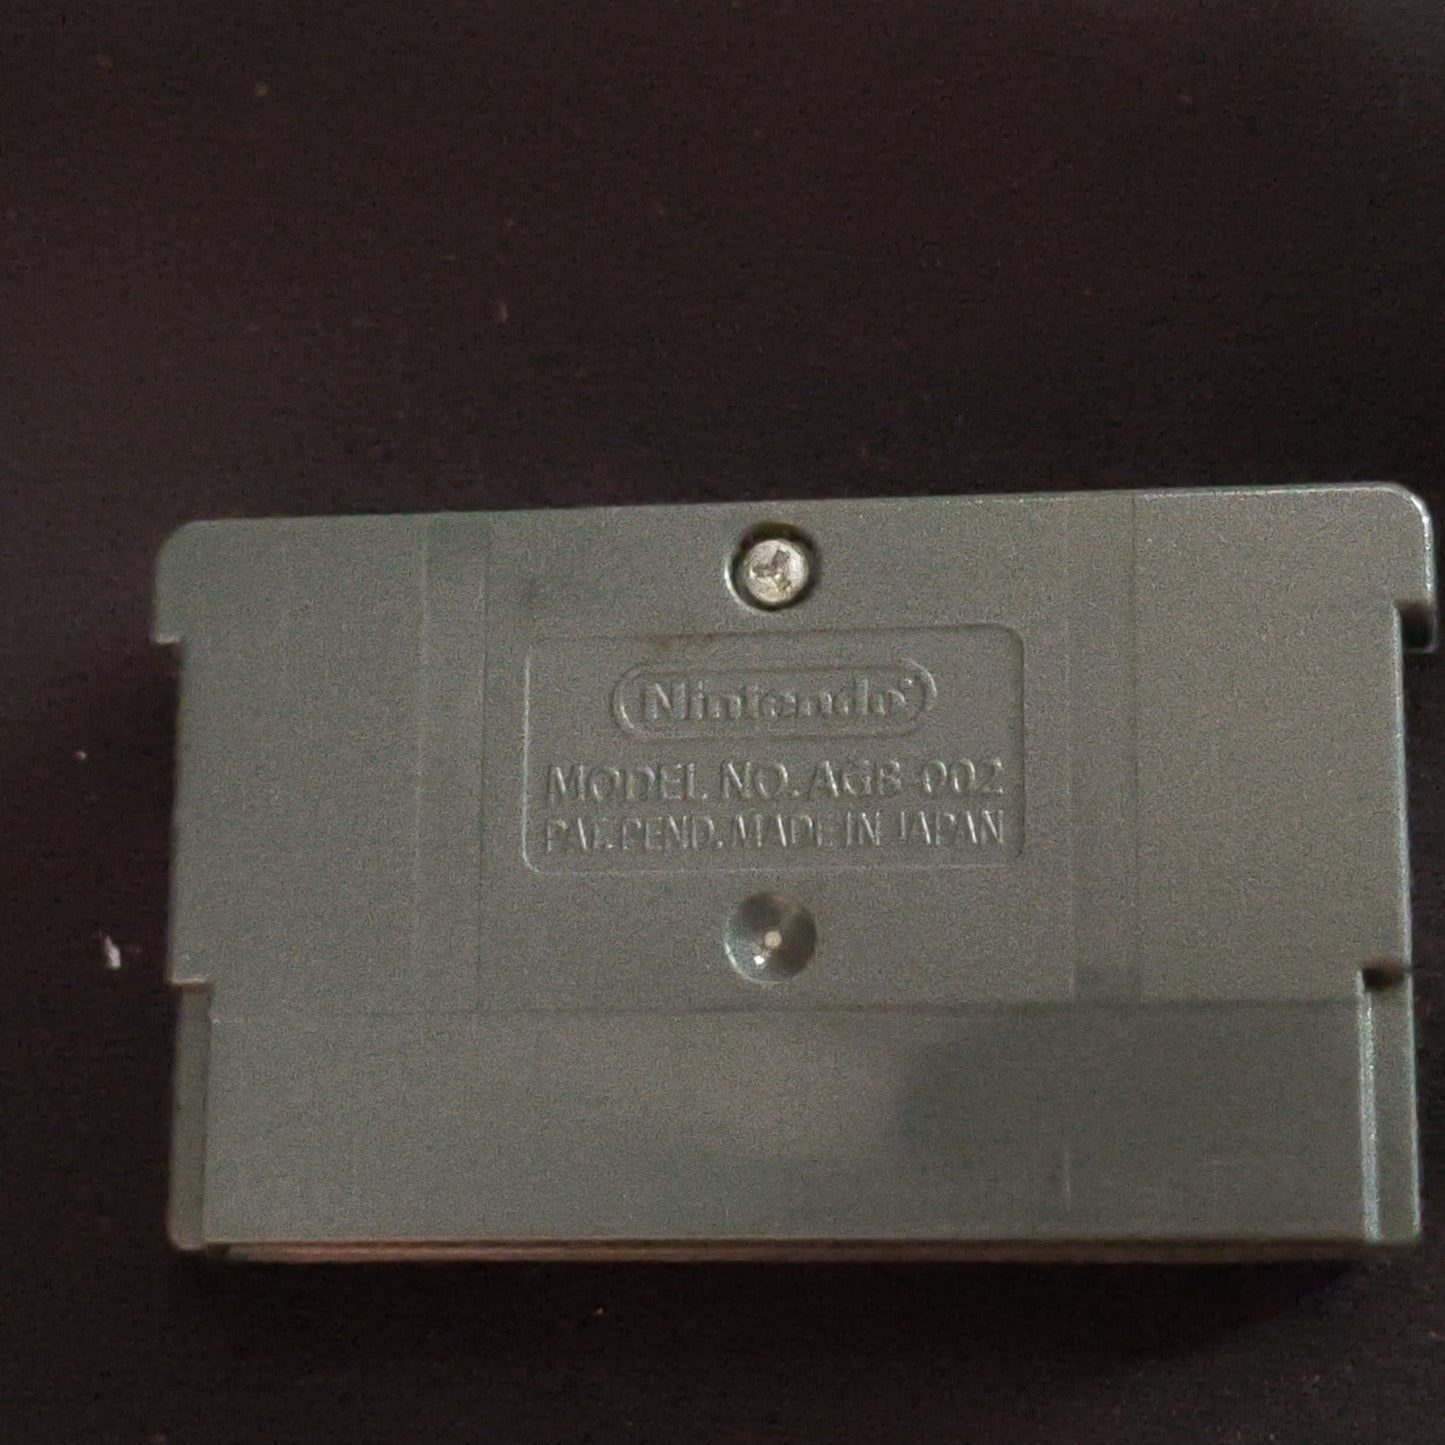 Nintendo
MODEL NO. AGB-002
PAT. PEND. MADE IN JAPAN